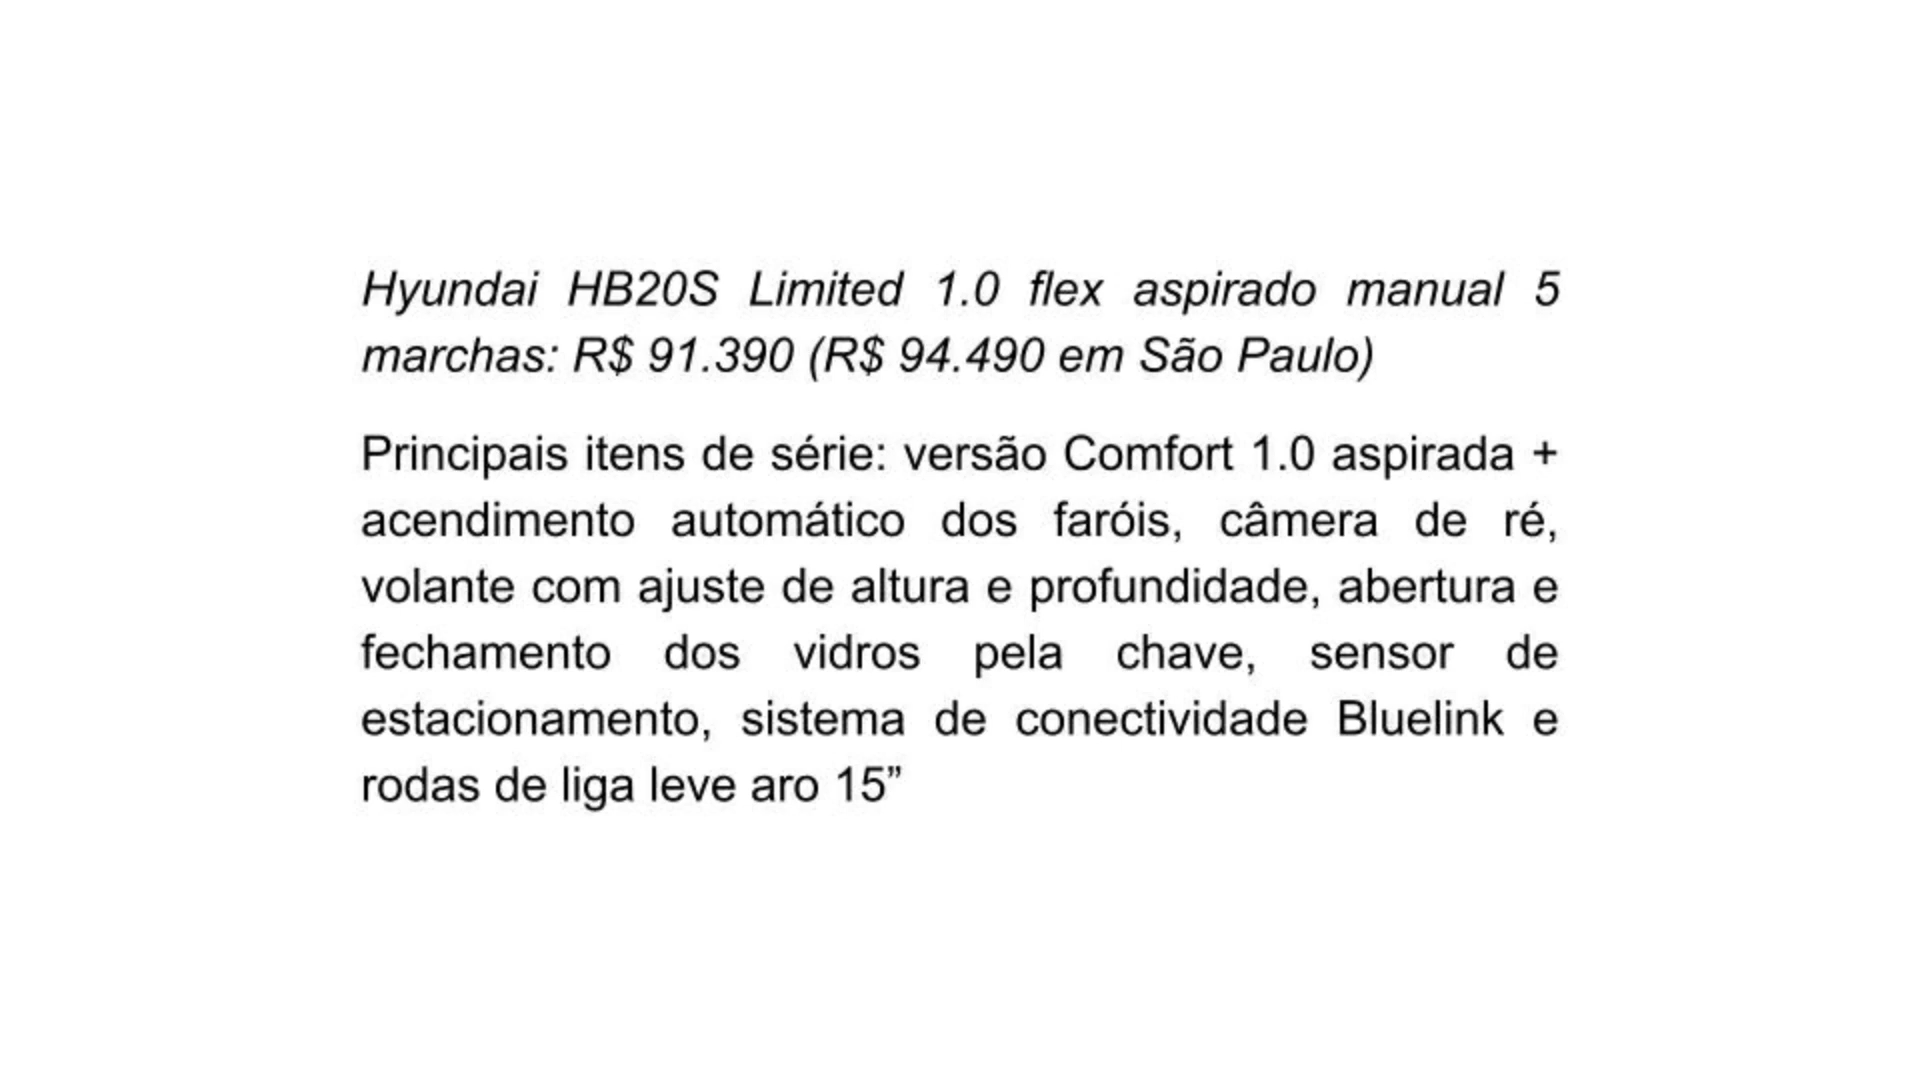 Hyundai HB20S Limited 1.0 flex aspirado manual 5
marchas: R$ 91.390 (R$ 94.490 em São Paulo)
Principais itens de série: versão Comfort 1.0 aspirada +
acendimento automático dos faróis, câmera de ré,
volante com ajuste de altura e profundidade, abertura e
fechamento dos vidros pela chave, sensor de
estacionamento, sistema de conectividade Bluelink e
rodas de liga leve aro 15”